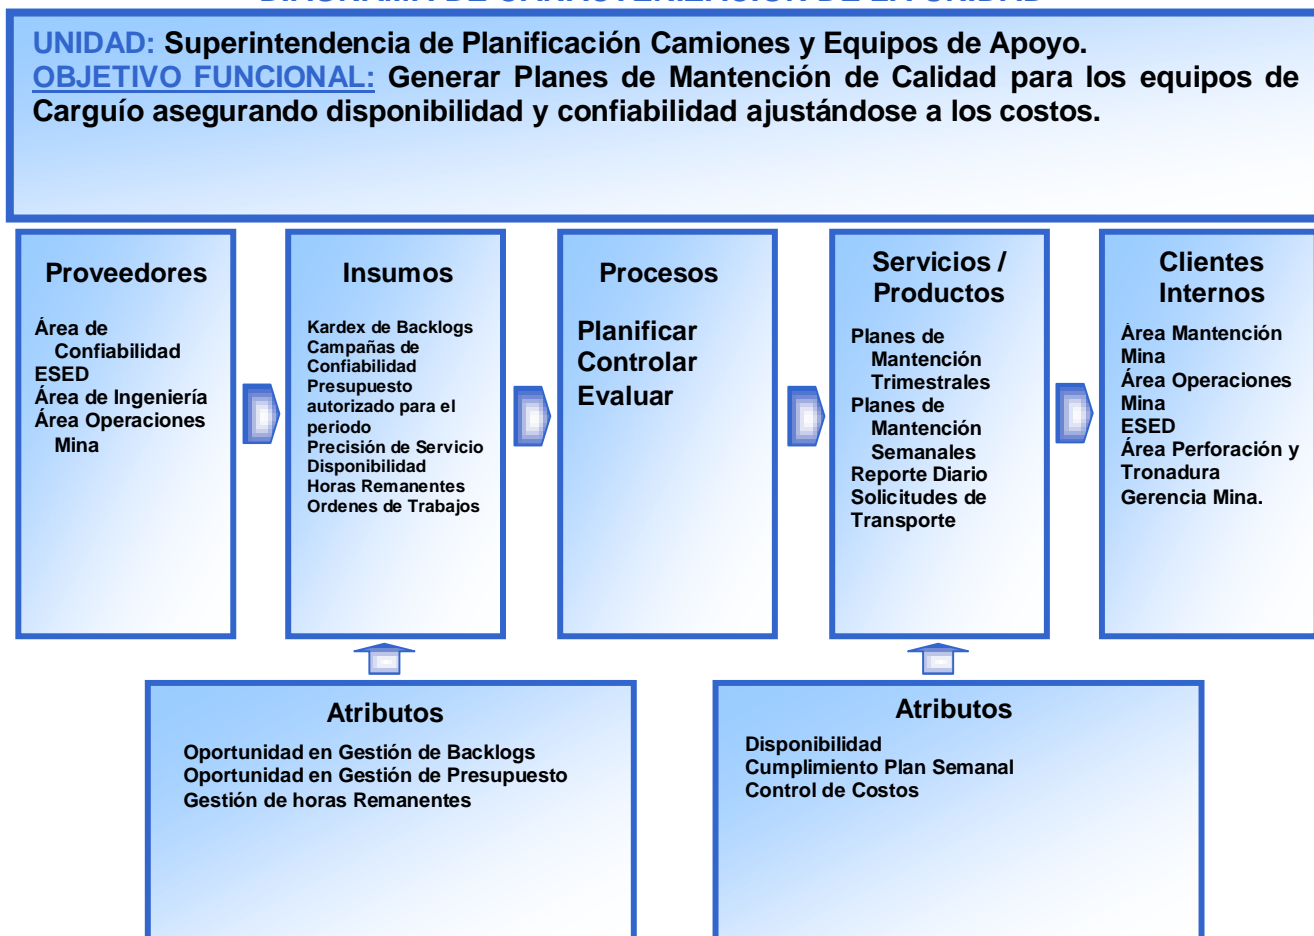 DIAGRAMA DE CARACTERIZACIÓN DE LA UNIDAD
UNIDAD: Superintendencia de Planificación Camiones y Equipos de Apoyo.
OBJETIVO FUNCIONAL: Generar Planes de Mantención de Calidad para los equipos de
Carguío asegurando disponibilidad y confiabilidad ajustándose a los costos.
Proveedores
Área de
Confiabilidad
ESED
Área de Ingeniería
Área Operaciones
Mina
Insumos
Kardex de Backlogs
Campañas de
Confiabilidad
Presupuesto
autorizado para el
periodo
Precisión de Servicio
Disponibilidad
Horas Remanentes
Ordenes de Trabajos
Procesos
Planificar
Controlar
Evaluar
Servicios /
Productos
Planes de
Mantención
Trimestrales
Planes de
Mantención
Semanales
Reporte Diario
Solicitudes de
Transporte
Clientes
Internos
Área Mantención
Mina
Área Operaciones
Mina
ESED
Área Perforación y
Tronadura
Gerencia Mina.
Atributos
Oportunidad en Gestión de Backlogs
Oportunidad en Gestión de Presupuesto
Gestión de horas Remanentes
Atributos
Disponibilidad
Cumplimiento Plan Semanal
Control de Costos